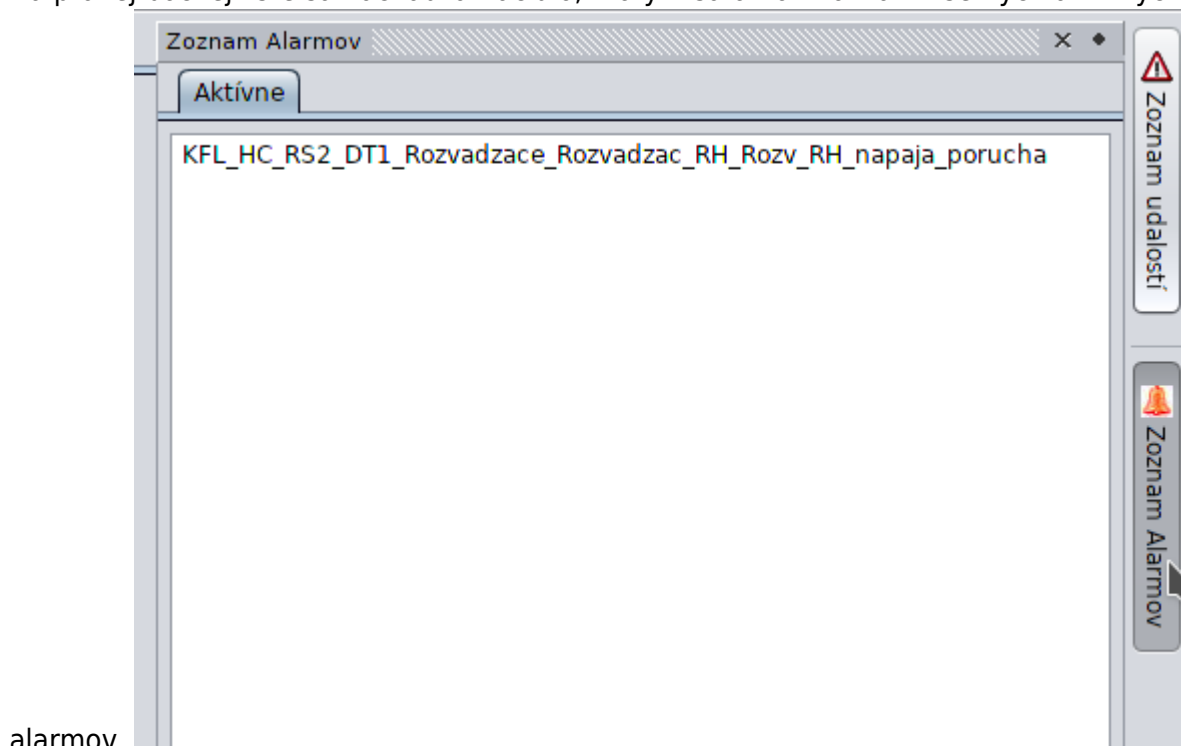 Zoznam Alarmov
Aktívne
KFL_HC_RS2_DT1_Rozvadzace_Rozvadzac_RH_Rozv_RH_napaja_porucha
Zoznam udalostí
Zoznam Alarmov
alarmov